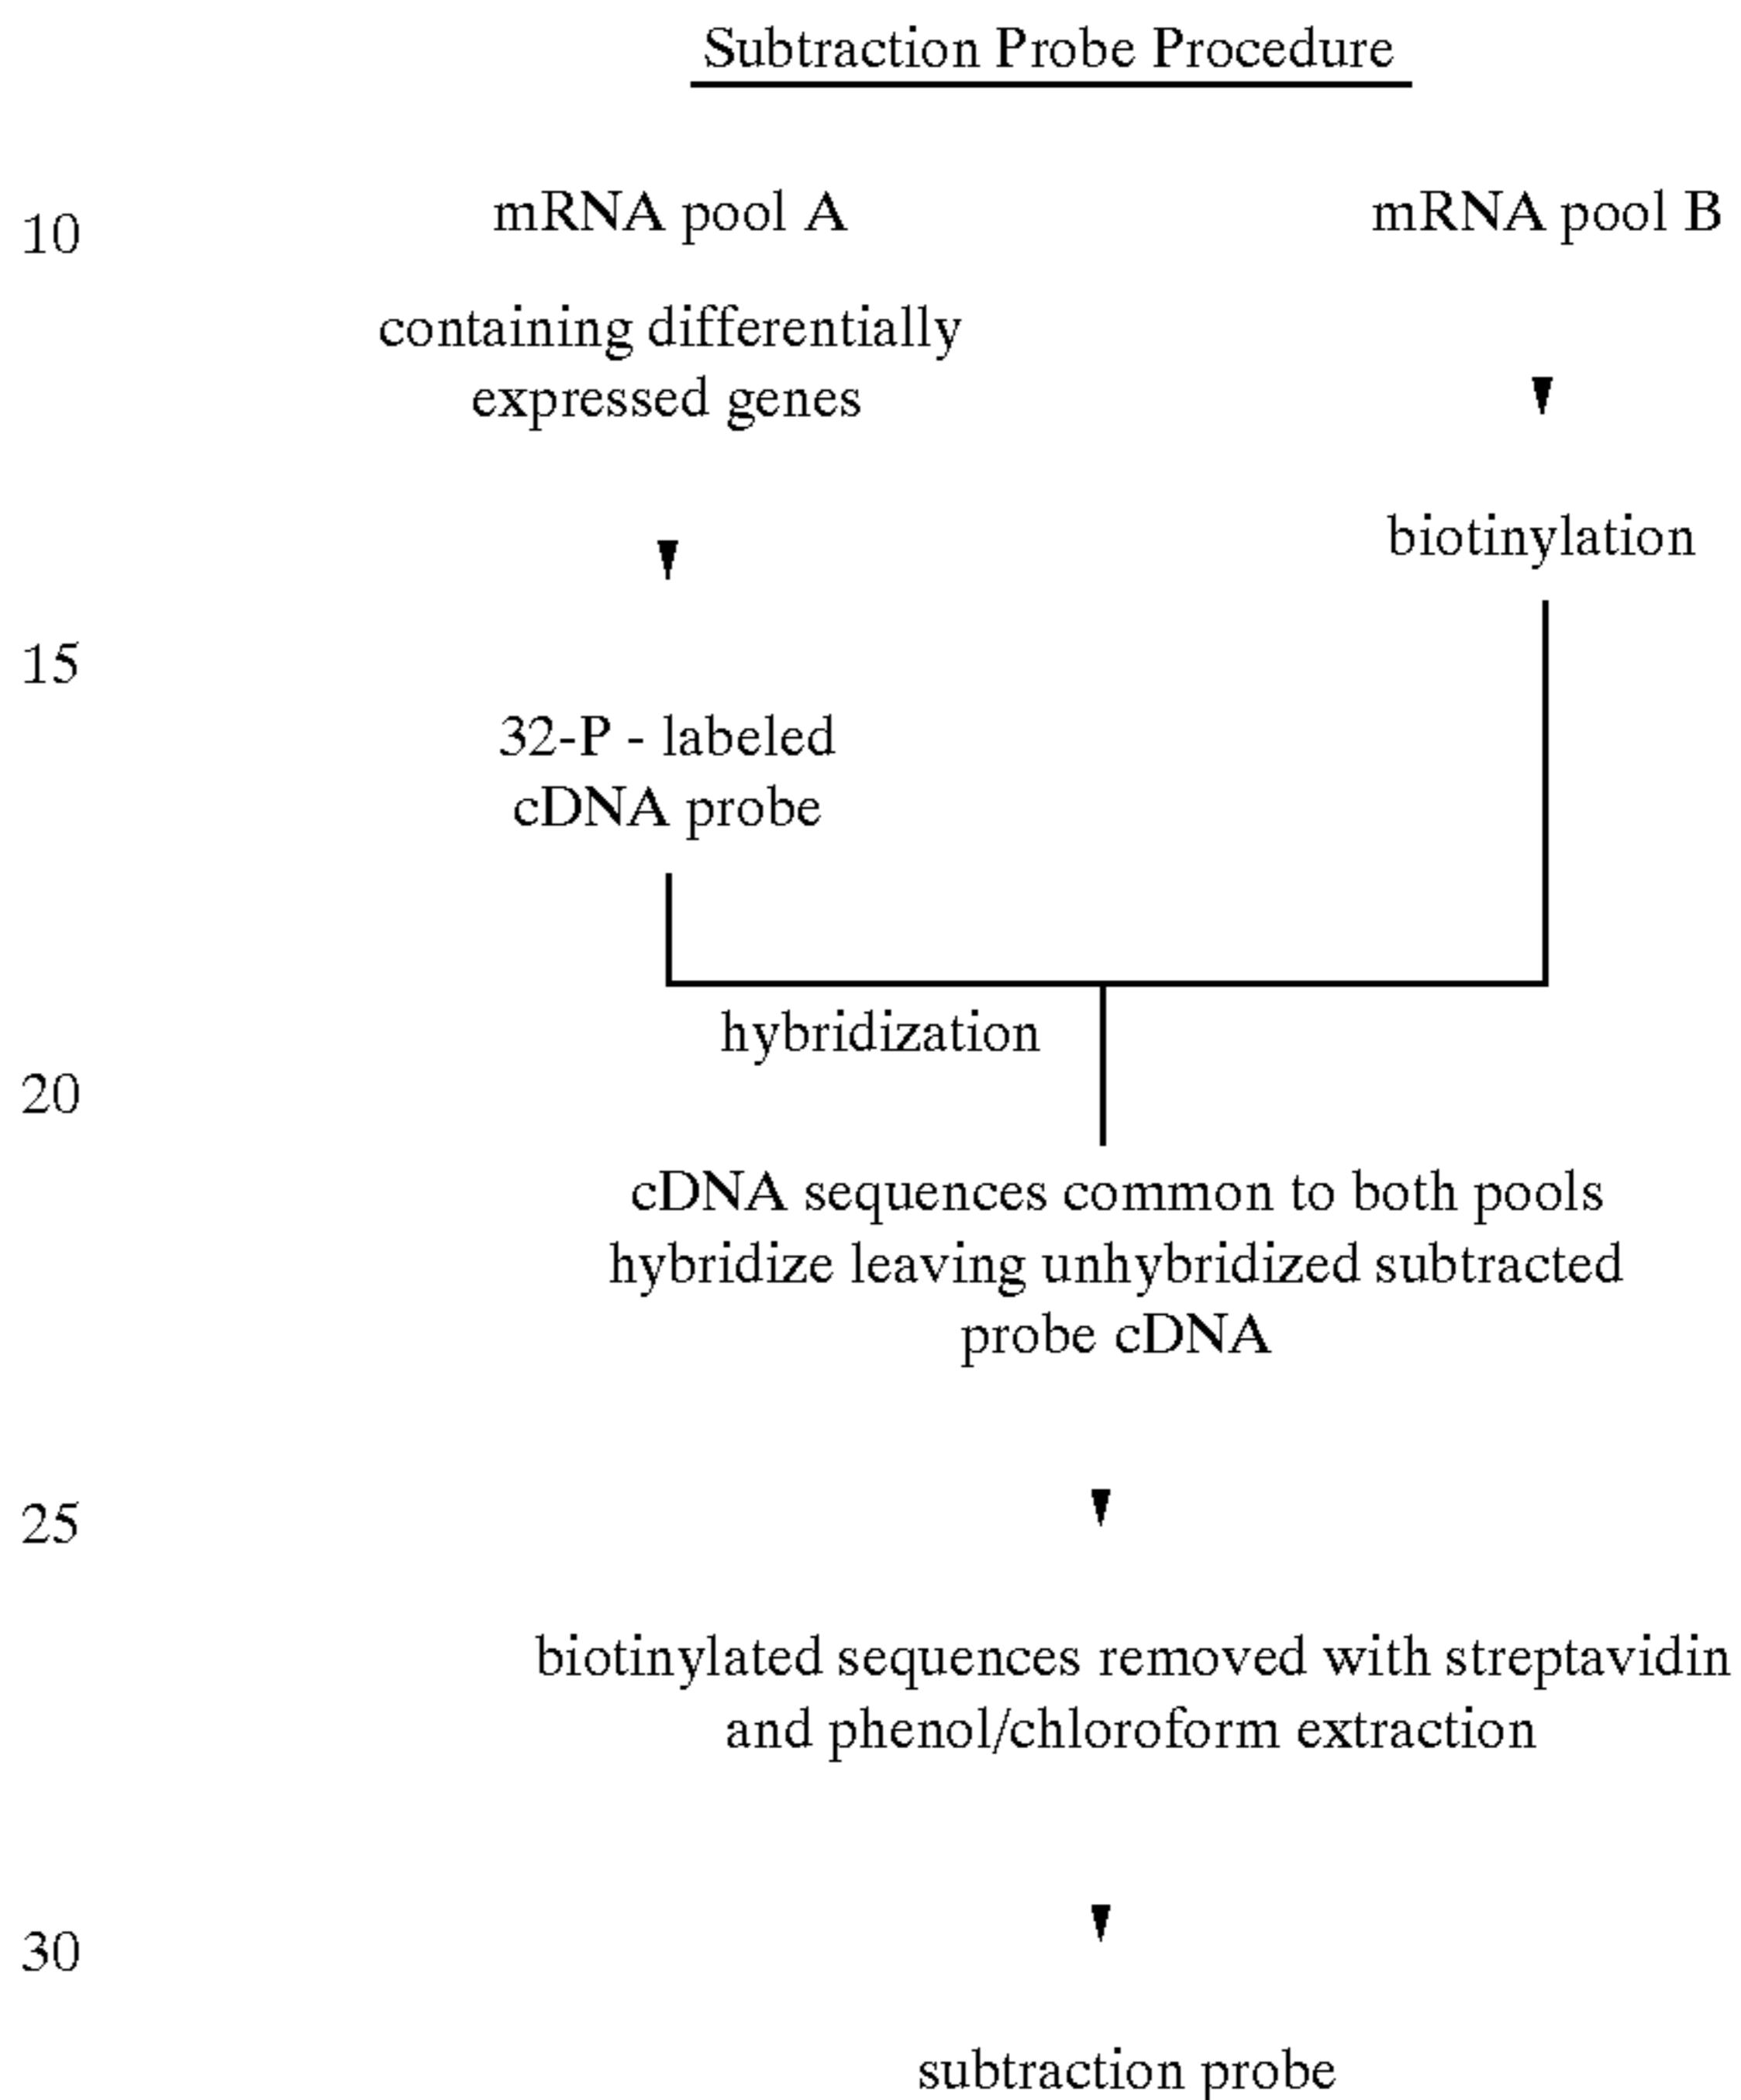 Subtraction Probe Procedure
10
mRNA pool A
mRNA pool B
containing differentially
expressed genes
biotinylation
15
32-P - labeled
cDNA probe
hybridization
20
cDNA sequences common to both pools
hybridize leaving unhybridized subtracted
probe cDNA
25
biotinylated sequences removed with streptavidin
and phenol/chloroform extraction
30
subtraction probe